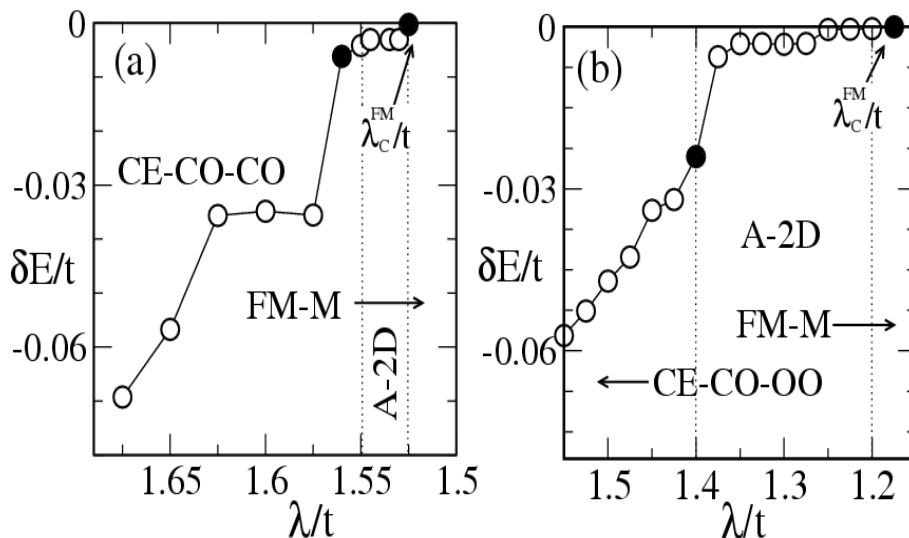 (a)
0
-0.03
-0.06
δE/t
CE-CO-CO
FM-M
A-2D
λ_C^FM/t
1.65
1.6
1.55
1.5
λ/t
(b)
0
-0.03
-0.06
δE/t
λ_C^FM/t
A-2D
FM-M
CE-CO-OO
1.5
1.4
1.3
1.2
λ/t